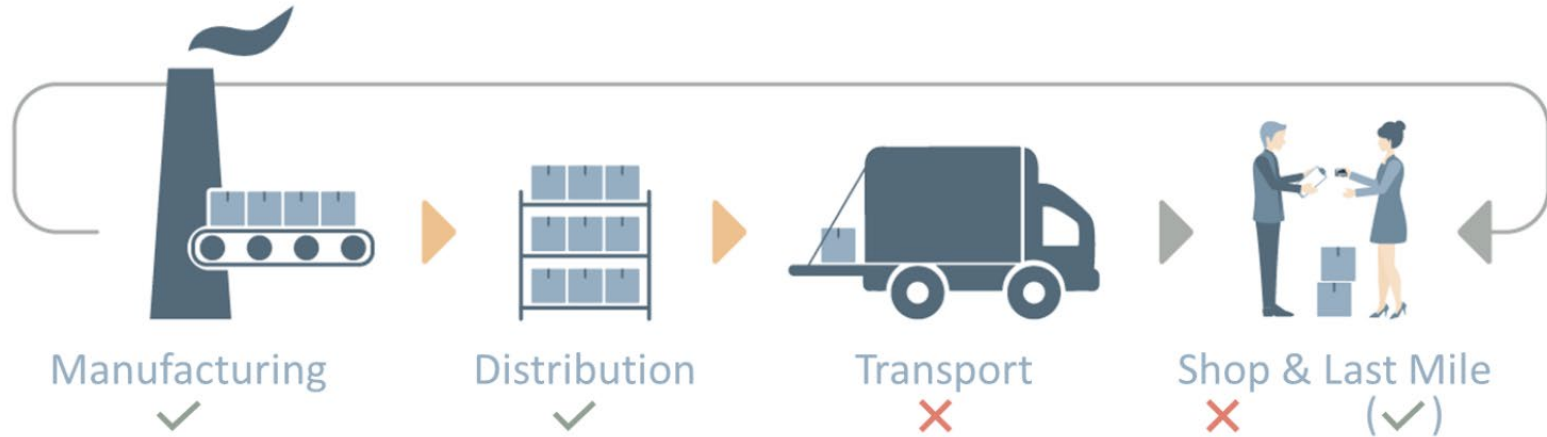 Manufacturing
Distribution
Transport
Shop & Last Mile
✓
✓
✕
✕
(✓)